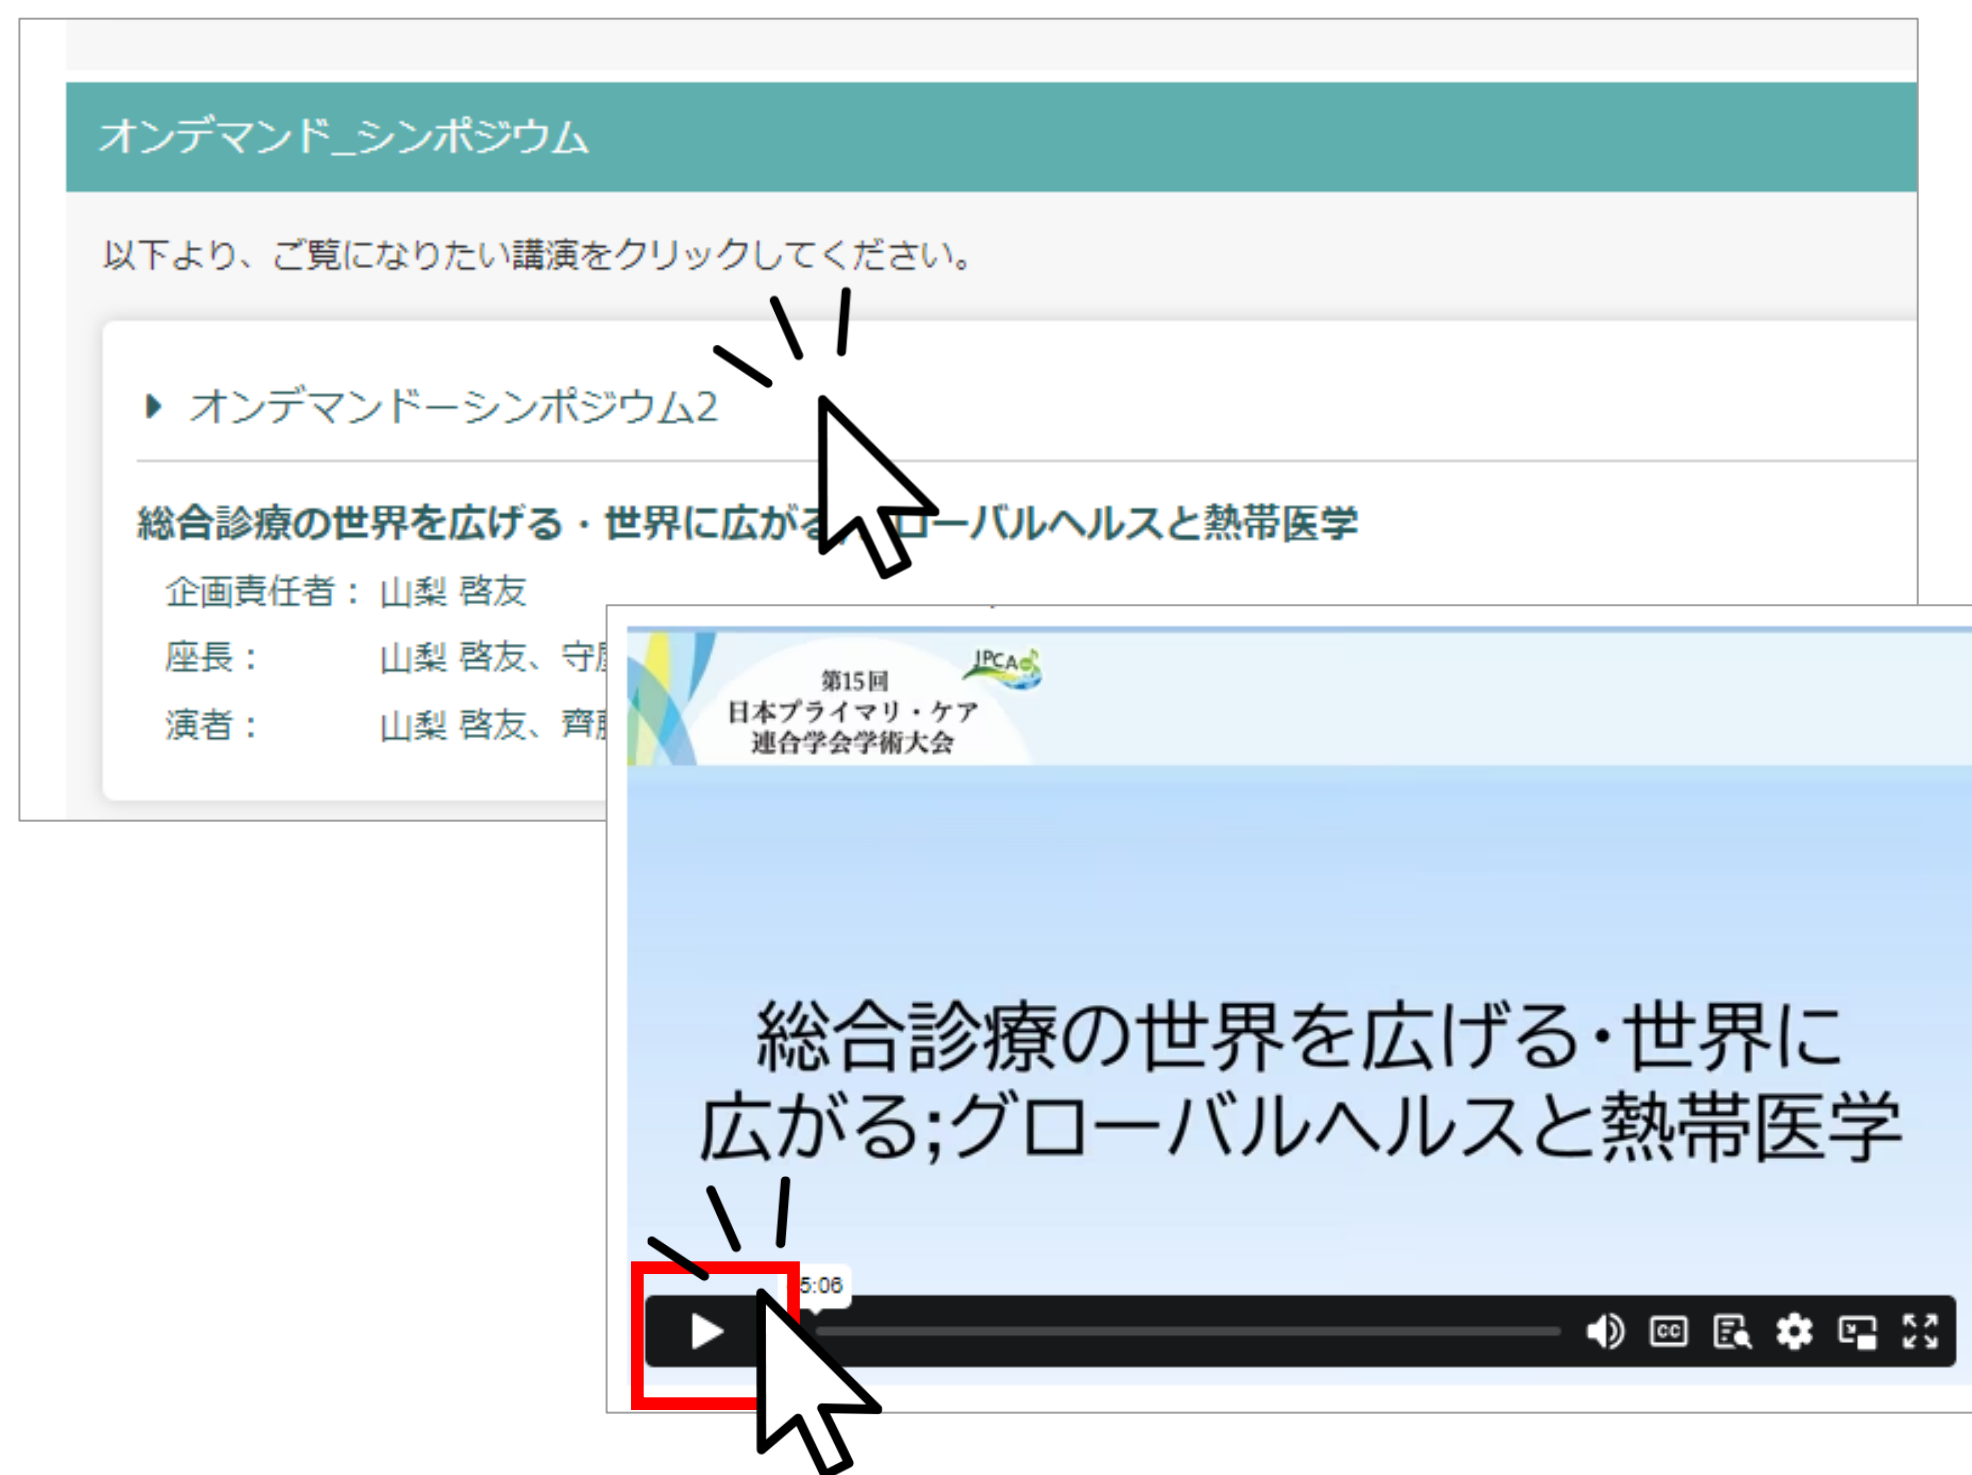 オンデマンド_シンポジウム
以下より、ご覧になりたい講演をクリックしてください。
オンデマンドーシンポジウム2
総合診療の世界を広げる・世界に広がる ローバルヘルスと熱帯医学
企画責任者： 山梨 啓友
座長： 山梨 啓友、守
演者： 山梨 啓友、齊
JPCA
第15回
日本プライマリ・ケア
連合学会学術大会
総合診療の世界を広げる・世界に
広がる;グローバルヘルスと熱帯医学
5:06
CC